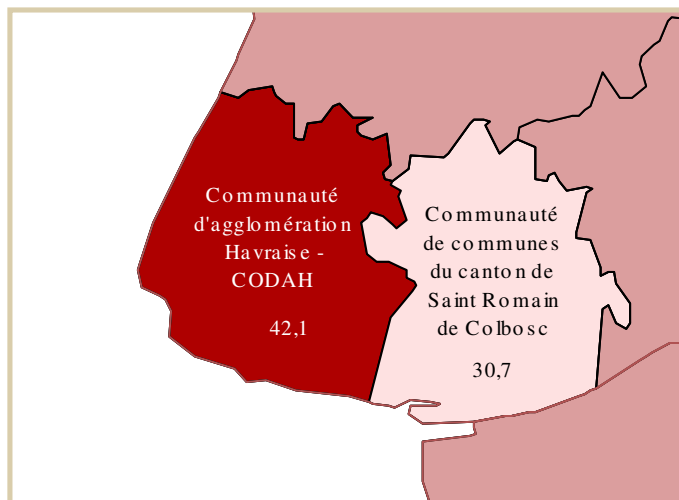 Communauté
d'agglomération
Havraise -
CODAH
42,1
Communauté
de communes
du canton de
Saint Romain
de Colbosc
30,7